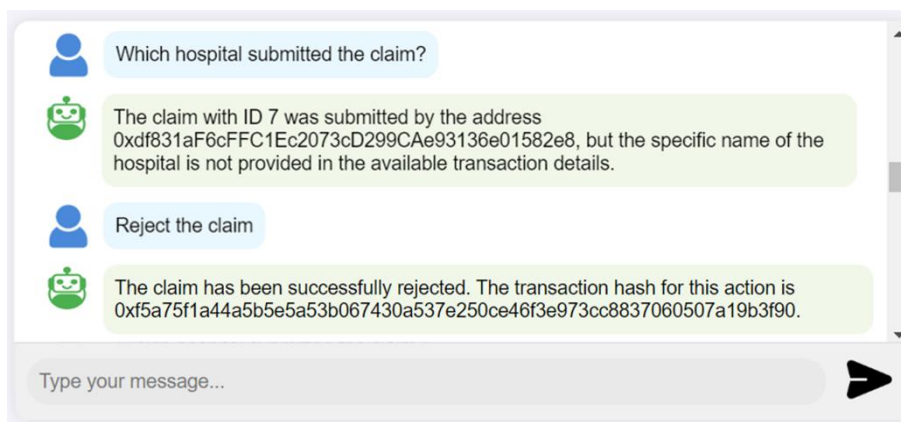 Which hospital submitted the claim?
The claim with ID 7 was submitted by the address
0xdf831aF6cFFC1Ec2073cD299CAe93136e01582e8, but the specific name of the
hospital is not provided in the available transaction details.
Reject the claim
The claim has been successfully rejected. The transaction hash for this action is
0xf5a75f1a44a5b5e5a53b067430a537e250ce46f3e973cc8837060507a19b3f90.
Type your message...